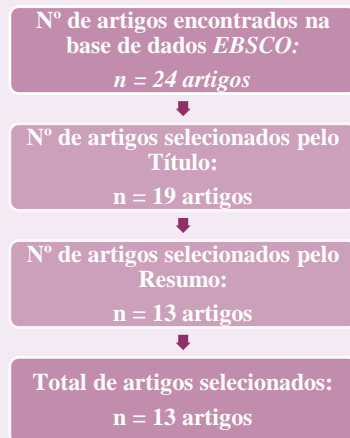 Nº de artigos encontrados na
base de dados EBSCO:
n = 24 artigos
Nº de artigos selecionados pelo
Título:
n = 19 artigos
Nº de artigos selecionados pelo
Resumo:
n = 13 artigos
Total de artigos selecionados:
n = 13 artigos